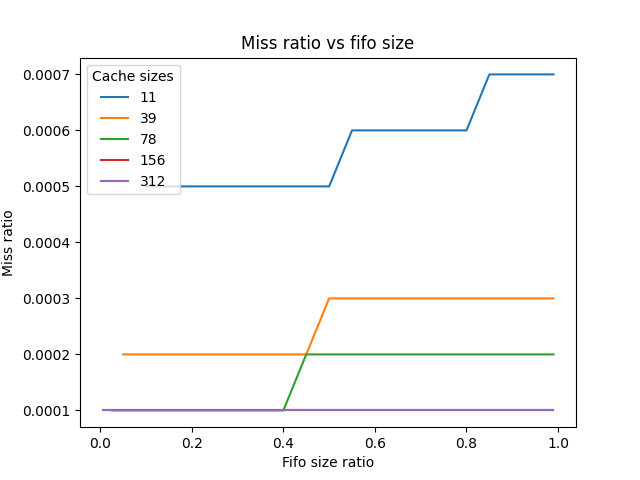 Miss ratio vs fifo size
Cache sizes
11
39
78
156
312
0.0007
0.0006
0.0005
0.0004
0.0003
0.0002
0.0001
Miss ratio
0.0 0.2 0.4 0.6 0.8 1.0
Fifo size ratio